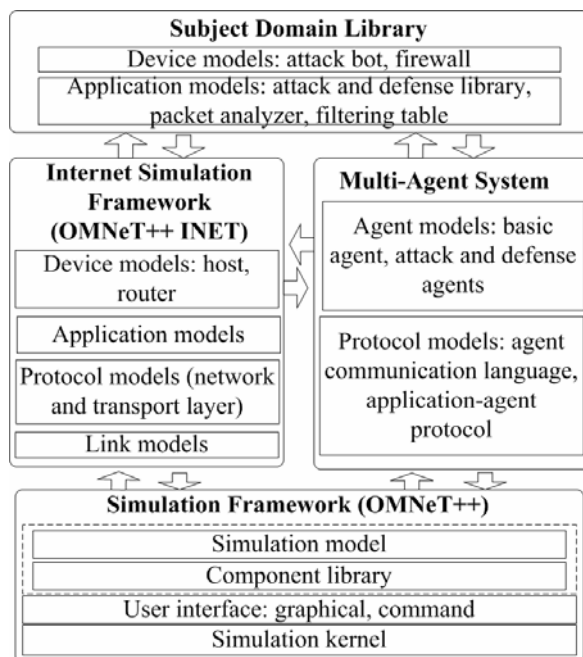 Subject Domain Library
Device models: attack bot, firewall
Application models: attack and defense library,
packet analyzer, filtering table
Internet Simulation
Framework
(OMNeT++ INET)
Device models: host,
router
Application models
Protocol models (network
and transport layer)
Link models
Multi-Agent System
Agent models: basic
agent, attack and defense
agents
Protocol models: agent
communication language,
application-agent
protocol
Simulation Framework (OMNeT++)
Simulation model
Component library
User interface: graphical, command
Simulation kernel